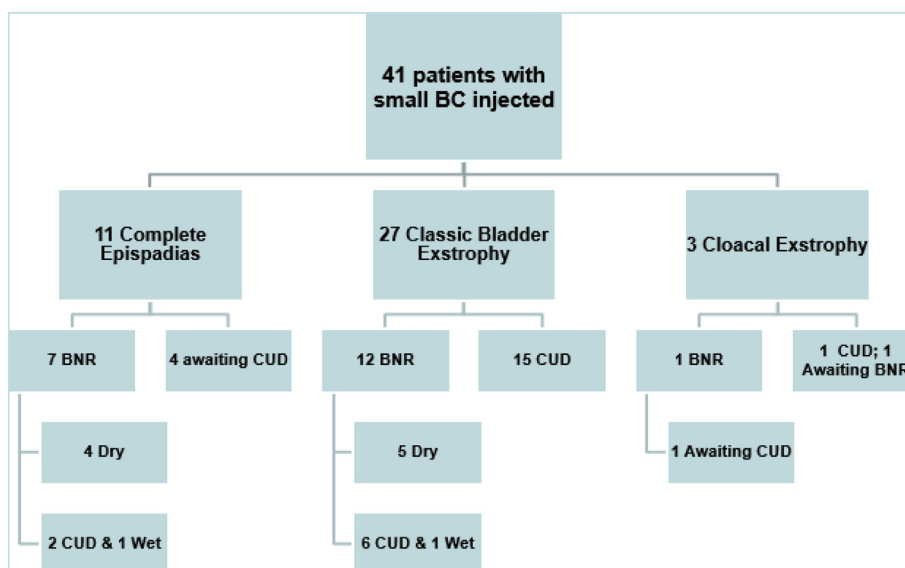 41 patients with
small BC injected
11 Complete
Epispadias
27 Classic Bladder
Exstrophy
3 Cloacal Exstrophy
7 BNR
4 awaiting CUD
12 BNR
15 CUD
1 BNR
1 CUD; 1
Awaiting BNR
4 Dry
5 Dry
1 Awaiting CUD
2 CUD & 1 Wet
6 CUD & 1 Wet